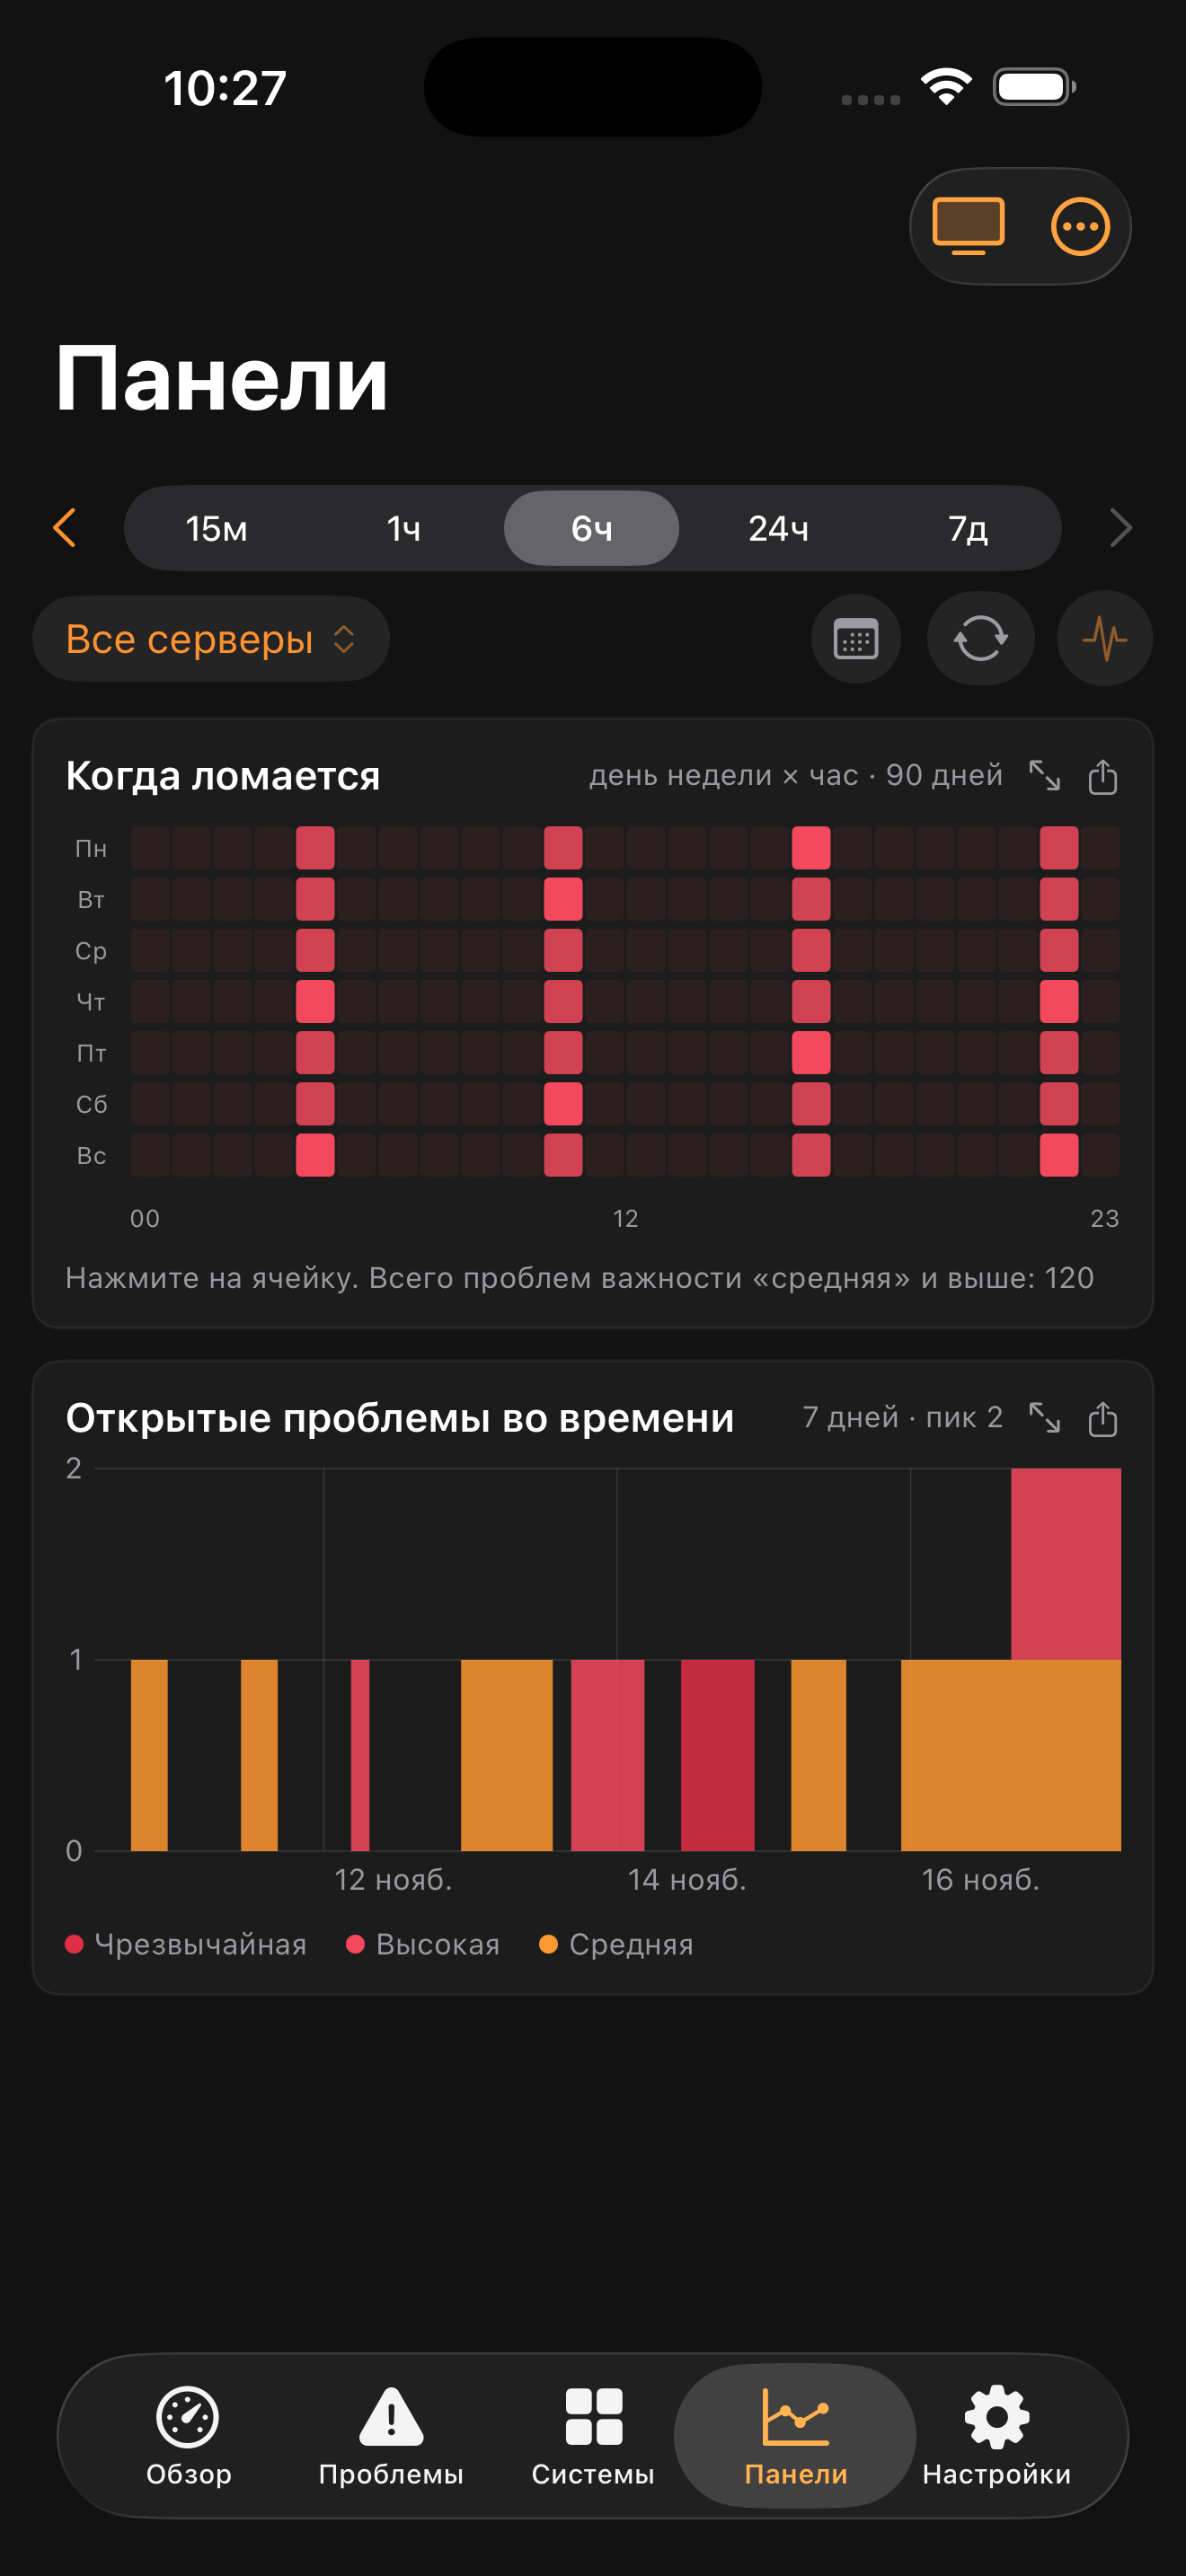 10:27
Панели
15м 1ч 6ч 24ч 7д
Все серверы
Когда ломается день недели × час · 90 дней
Пн
Вт
Ср
Чт
Пт
Сб
Вс
00 12 23
Нажмите на ячейку. Всего проблем важности «средняя» и выше: 120
Открытые проблемы во времени 7 дней · пик 2
2
1
0
12 нояб. 14 нояб. 16 нояб.
Чрезвычайная Высокая Средняя
Обзор Проблемы Системы Панели Настройки